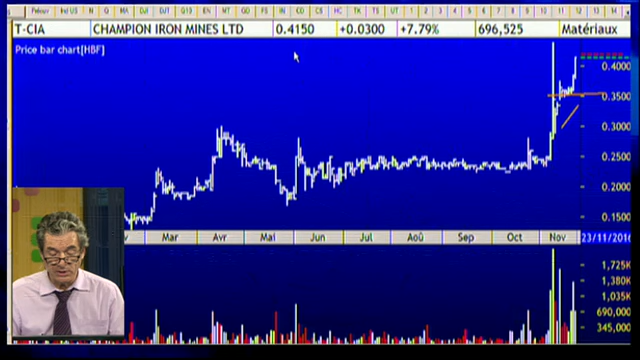 T-CIA CHAMPION IRON MINES LTD 0.4150 +0.0300 +7.79% 696,525 Matériaux
Price bar chart[HBF]
0.4000
0.3500
0.3000
0.2500
0.2000
0.1500
Mar Avr Mai Jun Jul Aoû Sep Oct Nov 23/11/201
1,725K
1,380K
1,035K
690,000
345,000